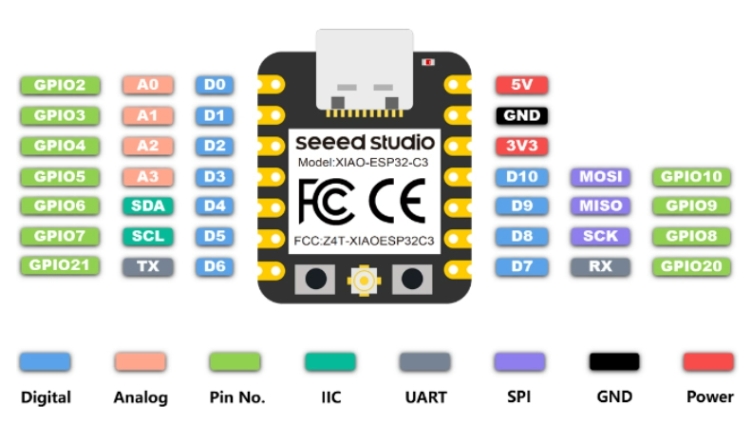 GPIO2 A0 D0 5V
GPIO3 A1 D1 GND
GPIO4 A2 D2 3V3
seeed studio
Model:XIAO-ESP32-C3
GPIO5 A3 D3 D10 MOSI GPIO10
GPIO6 SDA D4 D9 MISO GPIO9
FC CE
GPIO7 SCL D5 D8 SCK GPIO8
FCC:Z4T-XIAOESP32C3
GPIO21 TX D6 D7 RX GPIO20
Digital Analog Pin No. IIC UART SPI GND Power